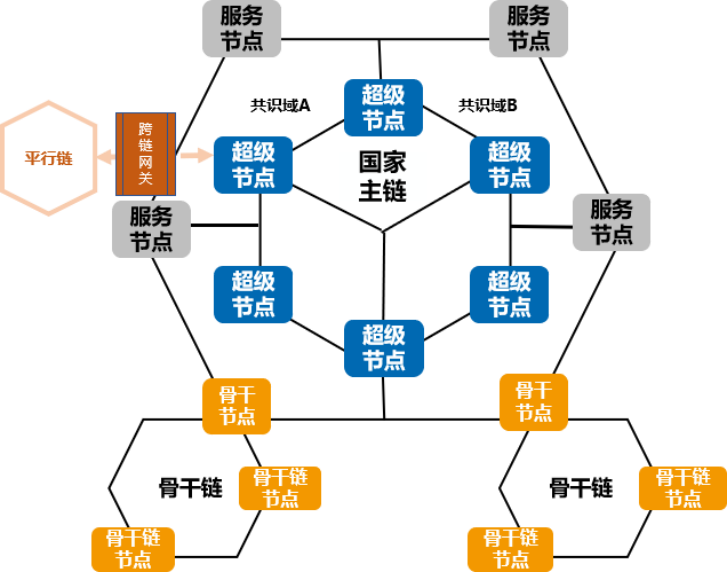 服务
节点
服务
节点
共识域A
超级
节点
共识域B
跨
链
网
关
平行链
超级
节点
国家
主链
超级
节点
服务
节点
服务
节点
超级
节点
超级
节点
超级
节点
骨干
节点
骨干
节点
骨干链
骨干链
节点
骨干链
骨干链
节点
骨干链
节点
骨干链
节点